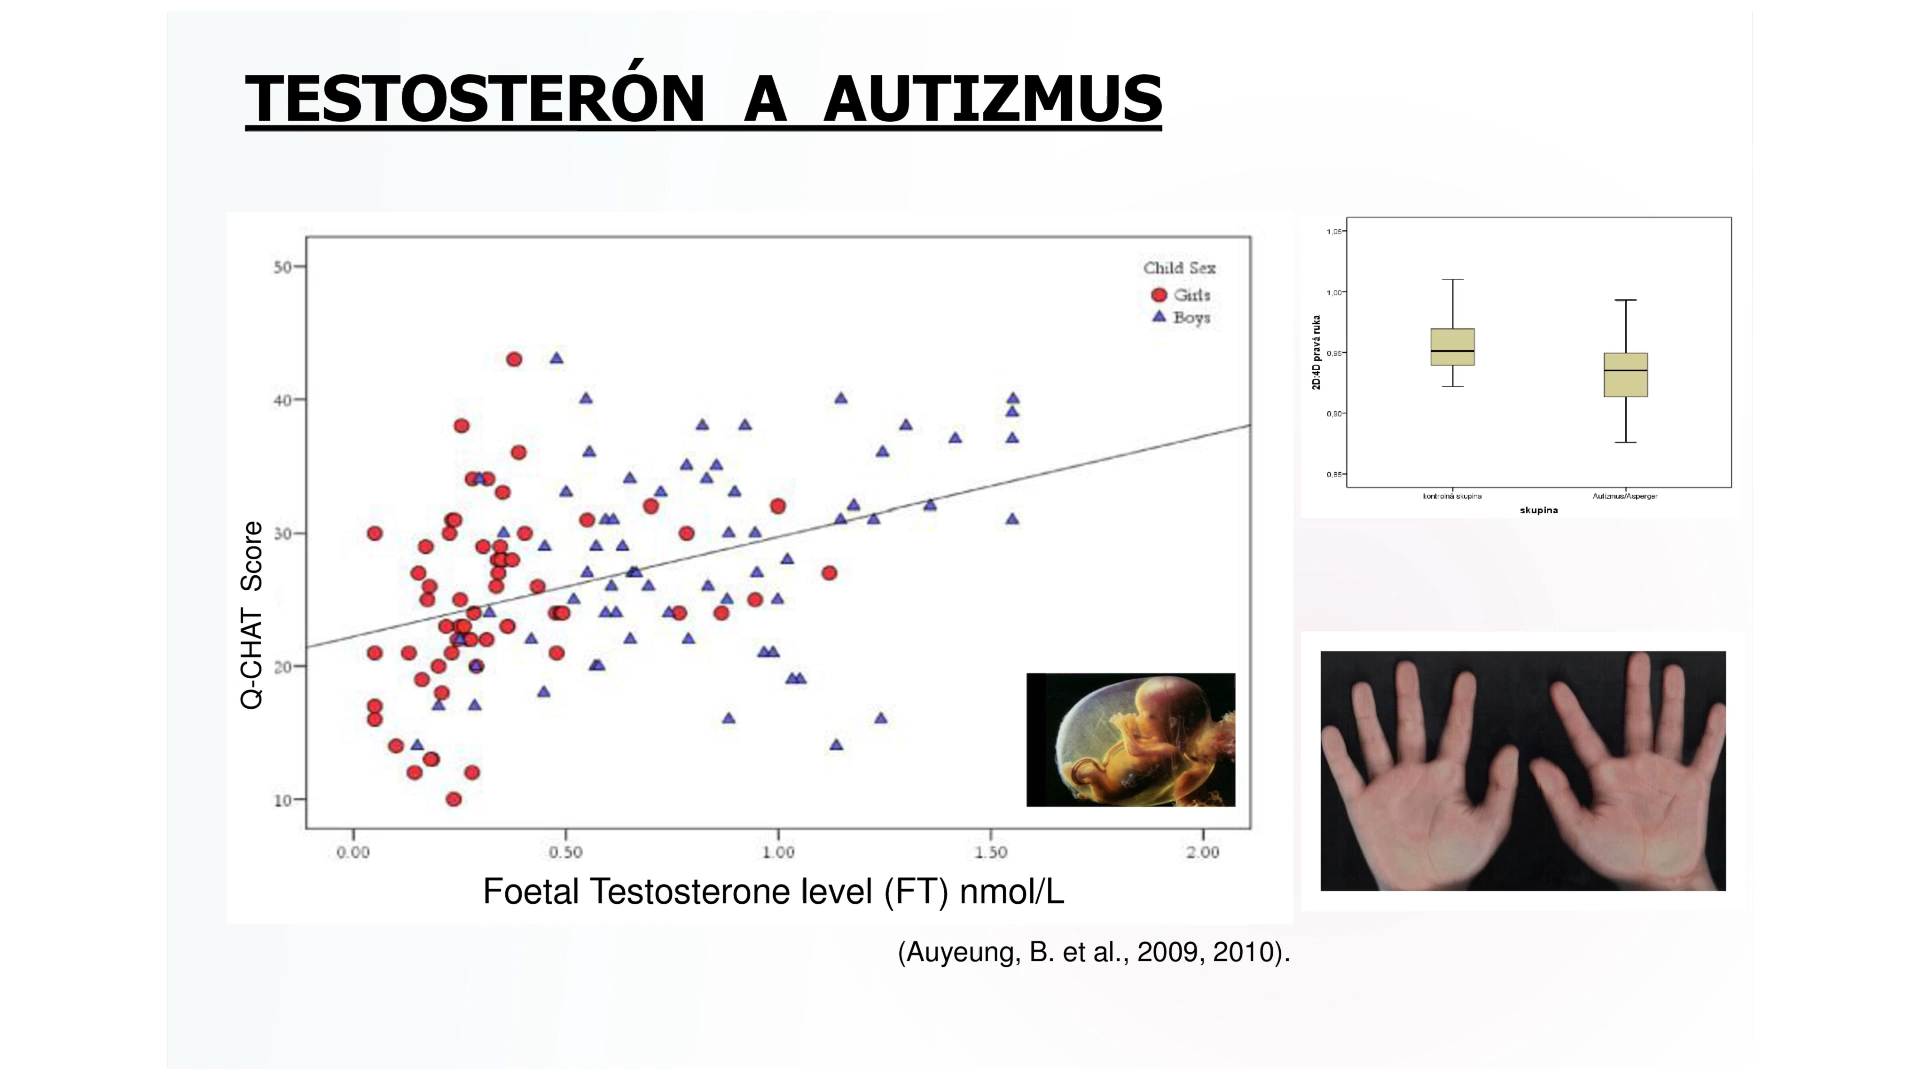 TESTOSTERÓN A AUTIZMUS
Child Sex
Girls
Boys
50
40
30
20
10
Q-CHAT Score
0.00 0.50 1.00 1.50 2.00
Foetal Testosterone level (FT) nmol/L
(Auyeung, B. et al., 2009, 2010).
1,05
1,00
0,95
0,90
0,85
2D:4D pravá ruka
kontrolná skupina Autizmus/Asperger
skupina